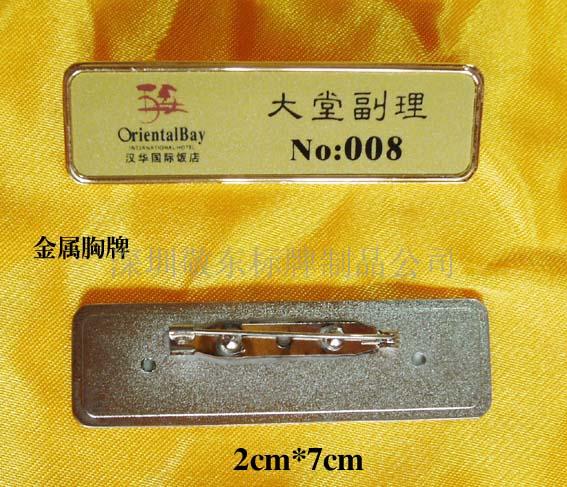 OrientalBay
INTERNATIONAL HOTEL
汉华国际饭店
大堂副理
No:008
金属胸牌
深圳敬东标牌制品公司
2cm*7cm